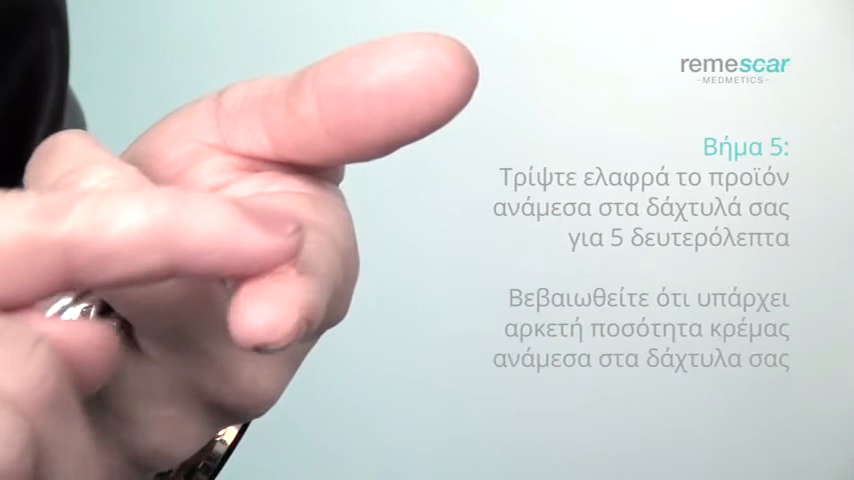 remescar
-MEDMETICS-
Βήμα 5:
Τρίψτε ελαφρά το προϊόν
ανάμεσα στα δάχτυλά σας
για 5 δευτερόλεπτα
Βεβαιωθείτε ότι υπάρχει
αρκετή ποσότητα κρέμας
ανάμεσα στα δάχτυλα σας